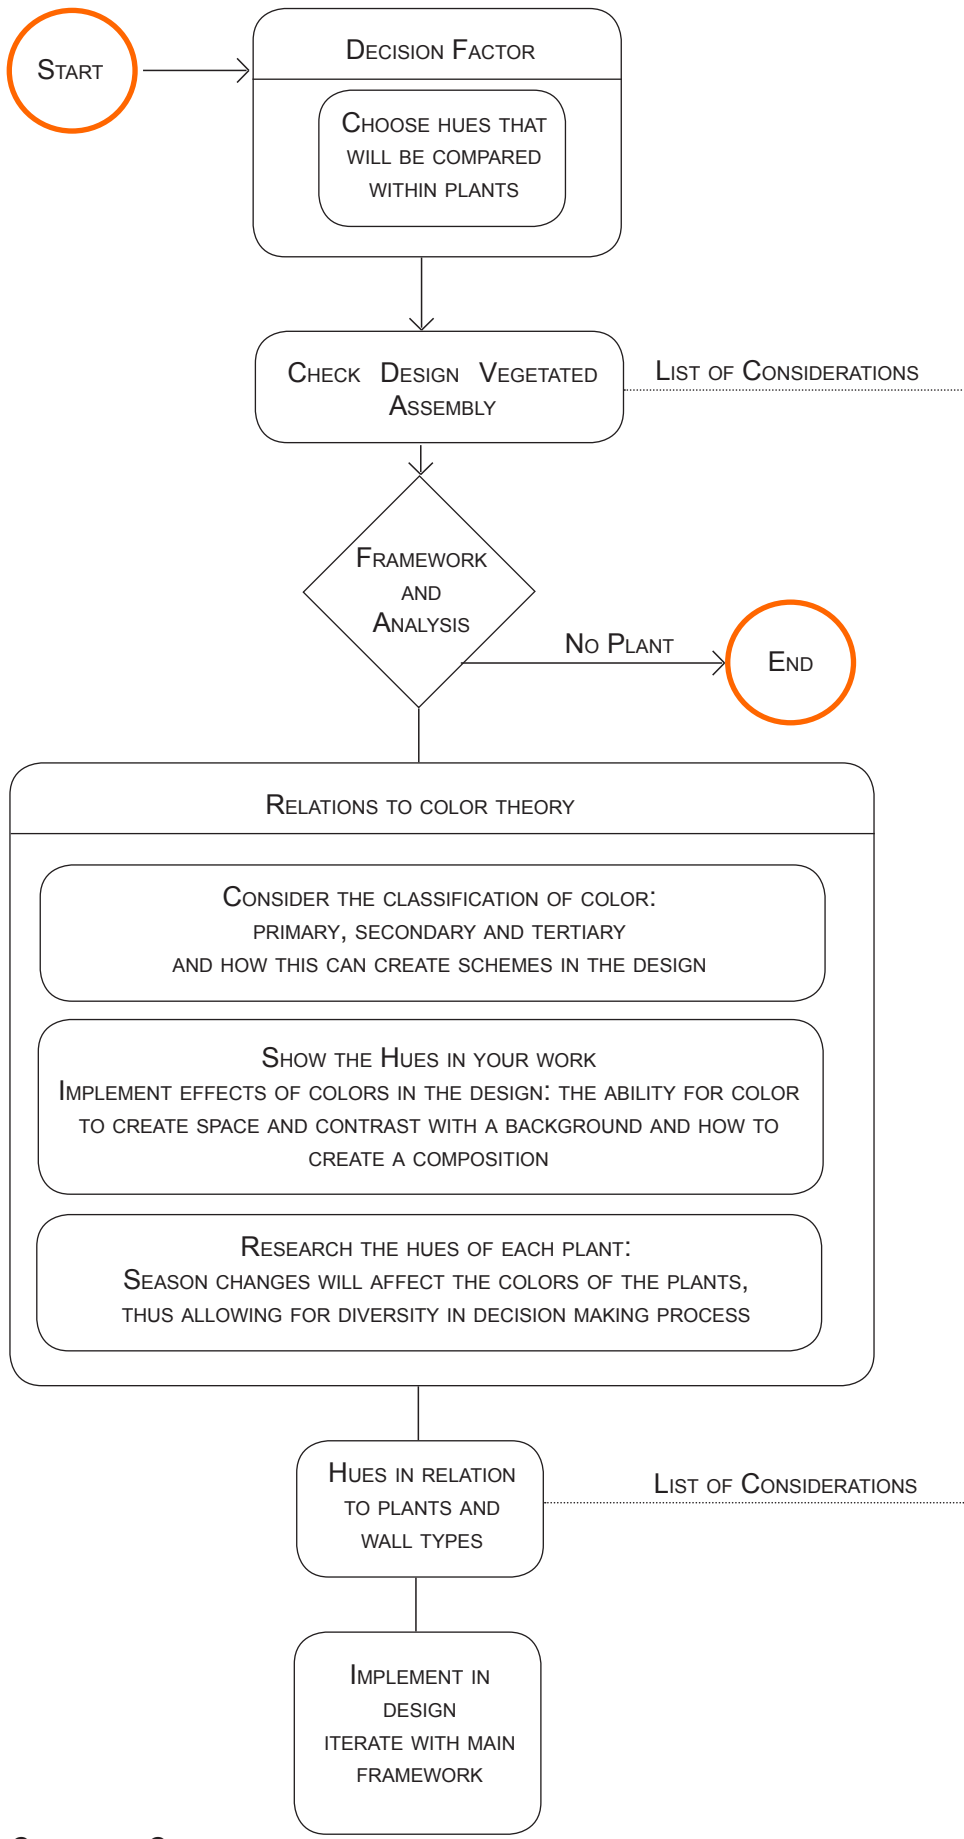 Start
Decision Factor
Choose hues that
will be compared
within plants
Check Design Vegetated
Assembly
List of Considerations
Framework
and
Analysis
No Plant
End
Relations to color theory
Consider the classification of color:
primary, secondary and tertiary
and how this can create schemes in the design
Show the Hues in your work
Implement effects of colors in the design: the ability for color
to create space and contrast with a background and how to
create a composition
Research the hues of each plant:
Season changes will affect the colors of the plants,
thus allowing for diversity in decision making process
Hues in relation
to plants and
wall types
List of Considerations
Implement in
design
iterate with main
framework